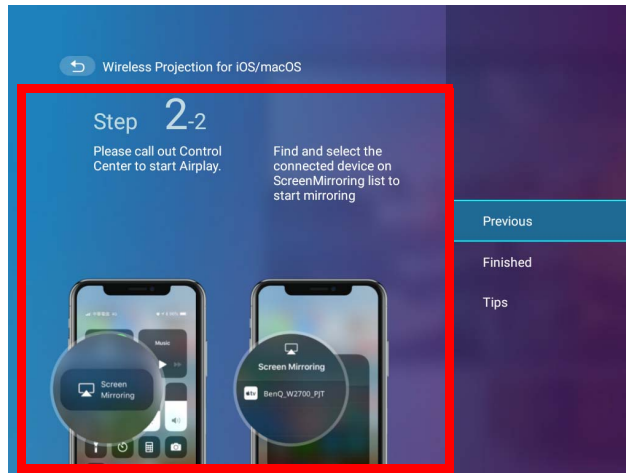 Wireless Projection for iOS/macOS
Step 2-2
Please call out Control
Center to start Airplay.
Find and select the
connected device on
ScreenMirroring list to
start mirroring
Music
Screen
Mirroring
Screen Mirroring
tv BenQ_W2700_PJT
Previous
Finished
Tips